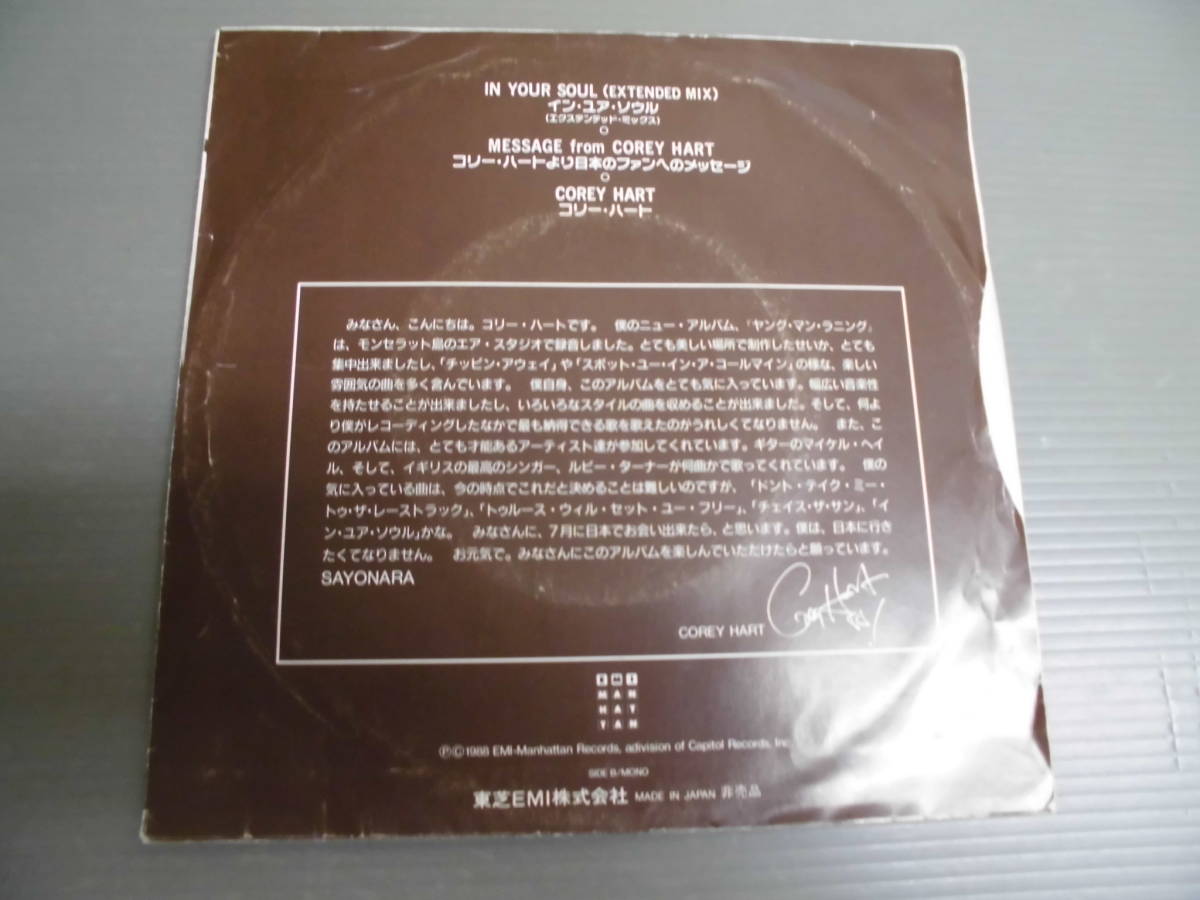 IN YOUR SOUL (EXTENDED MIX)
イン・ユア・ソウル
(エクステンデッド・ミックス)
MESSAGE from COREY HART
コリー・ハートより日本のファンへのメッセージ
COREY HART
コリー・ハート
みなさん、こんにちは。コリー・ハートです。 僕のニュー・アルバム、「ヤング・マン・ラニング」
は、モンセラット島のエア・スタジオで録音しました。とても美しい場所で制作したせいか、とても
集中出来ましたし、「チッピン・アウェイ」や「スポット・ユー・イン・ア・コールマイン」の様な、楽しい
雰囲気の曲を多く含んでいます。 僕自身、このアルバムをとても気に入っています。幅広い音楽性
を持たせることが出来ましたし、いろいろなスタイルの曲を収めることが出来ました。そして、何よ
り僕がレコーディングしたなかで最も納得できる歌を歌えたのがうれしくてなりません。 また、こ
のアルバムには、とても才能あるアーティスト達が参加してくれています。ギターのマイケル・ヘイ
ル、そして、イギリスの最高のシンガー、ルビー・ターナーが何曲かで歌ってくれています。 僕の
気に入っている曲は、今の時点でこれだと決めることは難しいのですが、「ドント・テイク・ミー・
トゥ・ザ・レーストラック」、「トゥルース・ウィル・セット・ユー・フリー」、「チェイス・ザ・サン」、「イ
ン・ユア・ソウル」かな。 みなさんに、7月に日本でお会い出来たら、と思います。僕は、日本に行き
たくてなりません。 お元気で。みなさんにこのアルバムを楽しんでいただけたらと願っています。
SAYONARA
COREY HART
Corey Hart
EMI
MAN
HAT
TAN
ⓅⒸ1988 EMI-Manhattan Records, adivision of Capitol Records, Inc.
SIDE B/MONO
東芝EMI株式会社 MADE IN JAPAN 非売品